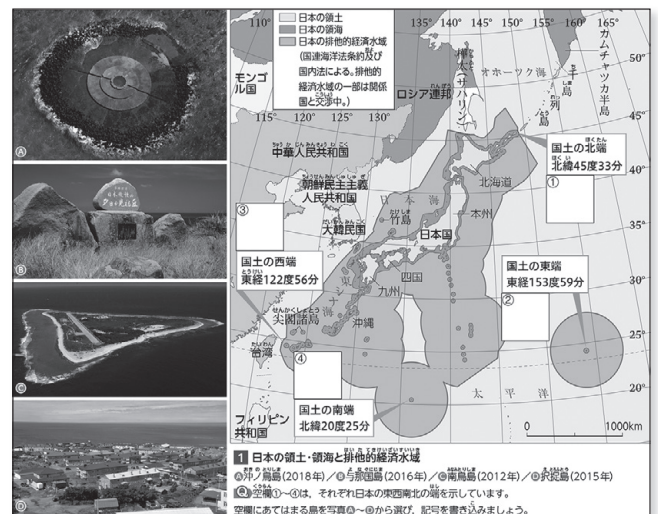 Ⓐ
Ⓑ
Ⓒ
Ⓓ
110°
135°
140°
145°
150°
155°
160°
165°
日本の領土
日本の領海
日本の排他的経済水域
(国連海洋法条約及び
国内法による。排他的
経済水域の一部は関係
国と交渉中。)
モンゴ
ル国
ロシア連邦
樺太(サハリン)
オホーツク海
千島列島
カムチャツカ半島
50°
45°
40°
35°
30°
25°
20°
115°
120°
125°
130°
中華人民共和国
朝鮮民主主義
人民共和国
大韓民国
日本海
竹島
日本国
北海道
本州
四国
九州
沖縄
東シナ海
尖閣諸島
台湾
フィリピン
共和国
太平洋
国土の北端
北緯45度33分
①
国土の東端
東経153度59分
②
③
国土の西端
東経122度56分
④
国土の南端
北緯20度25分
0 1000km
1 日本の領土・領海と排他的経済水域
Ⓐ沖ノ鳥島(2018年)/Ⓑ与那国島(2016年)/Ⓒ南鳥島(2012年)/Ⓓ択捉島(2015年)
Q 空欄①~④は、それぞれ日本の東西南北の端を示しています。
空欄にあてはまる島を写真Ⓐ~Ⓓから選び、記号を書き込みましょう。